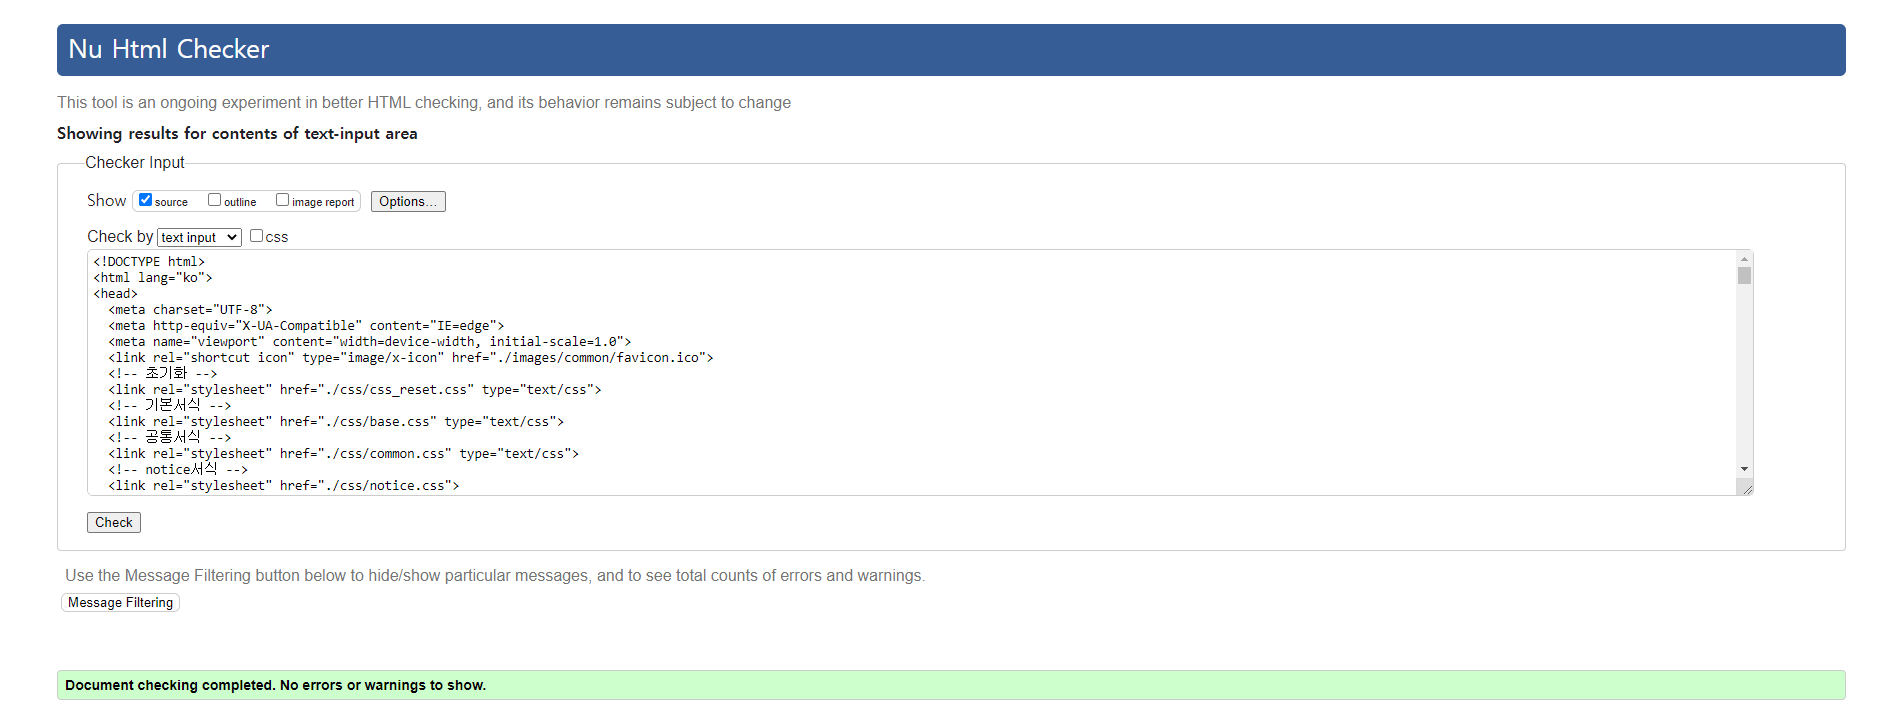 Nu Html Checker
This tool is an ongoing experiment in better HTML checking, and its behavior remains subject to change
Showing results for contents of text-input area
Checker Input
Show source outline image report Options...
Check by text input css
<!DOCTYPE html>
<html lang="ko">
<head>
<meta charset="UTF-8">
<meta http-equiv="X-UA-Compatible" content="IE=edge">
<meta name="viewport" content="width=device-width, initial-scale=1.0">
<link rel="shortcut icon" type="image/x-icon" href="./images/common/favicon.ico">
<!-- 초기화 -->
<link rel="stylesheet" href="./css/css_reset.css" type="text/css">
<!-- 기본서식 -->
<link rel="stylesheet" href="./css/base.css" type="text/css">
<!-- 공통서식 -->
<link rel="stylesheet" href="./css/common.css" type="text/css">
<!-- notice서식 -->
<link rel="stylesheet" href="./css/notice.css">
Check
Use the Message Filtering button below to hide/show particular messages, and to see total counts of errors and warnings.
Message Filtering
Document checking completed. No errors or warnings to show.